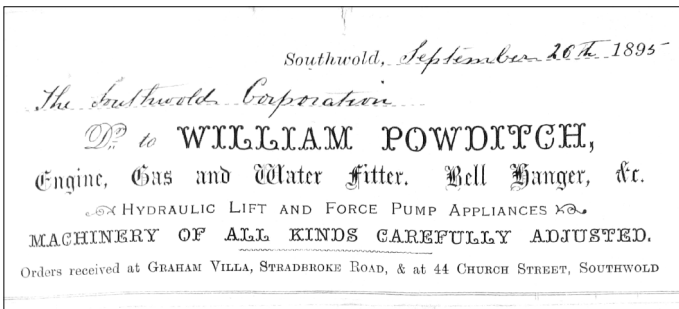 Southwold, September 20th 1895
The Southwold Corporation
Dr. to WILLIAM POWDITCH,
Engine, Gas and Water Fitter. Bell Hanger, &c.
HYDRAULIC LIFT AND FORCE PUMP APPLIANCES
MACHINERY OF ALL KINDS CAREFULLY ADJUSTED.
Orders received at GRAHAM VILLA, STRADBROKE ROAD, & at 44 CHURCH STREET, SOUTHWOLD